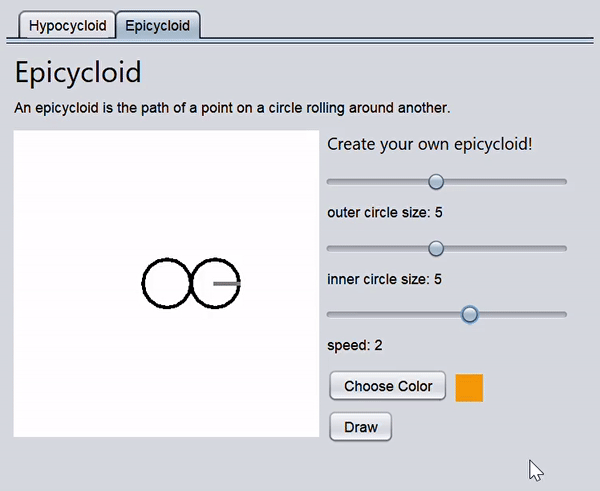 Hypocycloid Epicycloid
Epicycloid
An epicycloid is the path of a point on a circle rolling around another.
Create your own epicycloid!
outer circle size: 5
inner circle size: 5
speed: 2
Choose Color
Draw